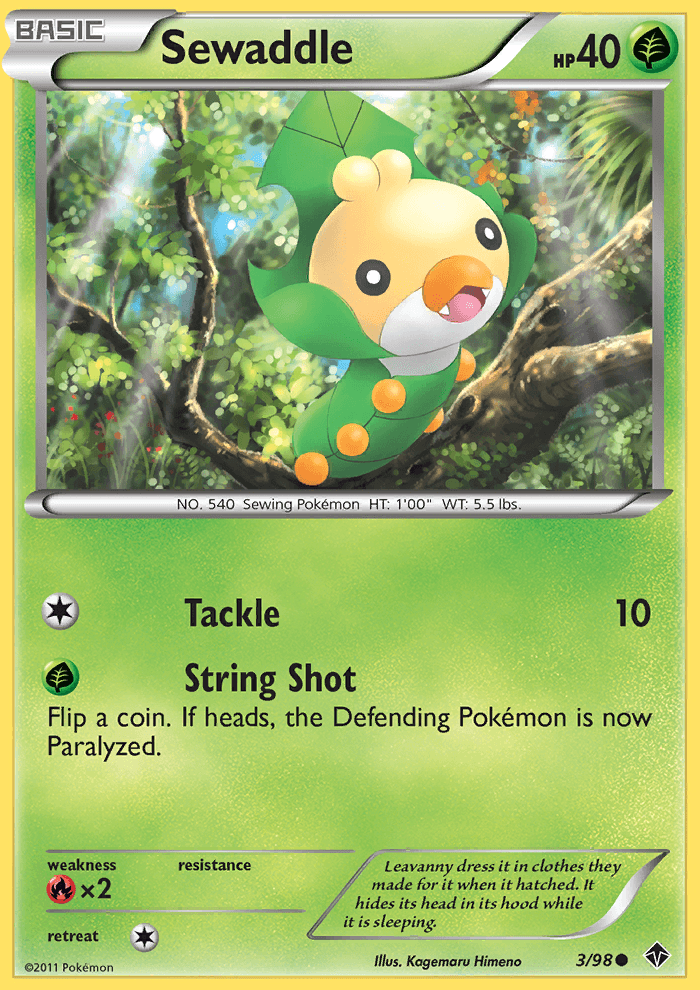 BASIC
Sewaddle
HP40
NO. 540 Sewing Pokémon HT: 1'00" WT: 5.5 lbs.
Tackle 10
String Shot
Flip a coin. If heads, the Defending Pokémon is now
Paralyzed.
weakness resistance
×2
retreat
Leavanny dress it in clothes they
made for it when it hatched. It
hides its head in its hood while
it is sleeping.
©2011 Pokémon
Illus. Kagemaru Himeno
3/98